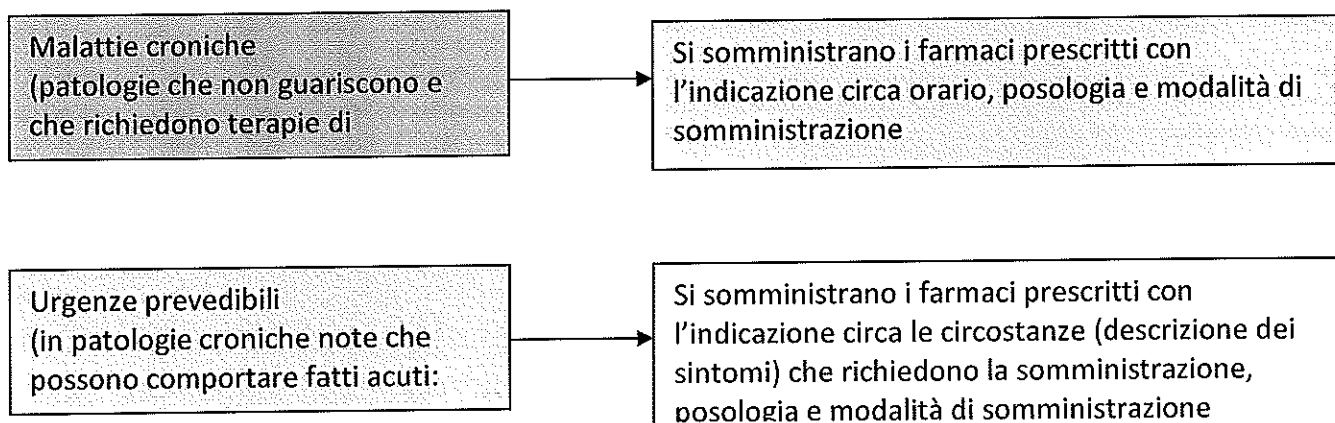 Malattie croniche
(patologie che non guariscono e
che richiedono terapie di
Si somministrano i farmaci prescritti con
l'indicazione circa orario, posologia e modalità di
somministrazione
Urgenze prevedibili
(in patologie croniche note che
possono comportare fatti acuti:
Si somministrano i farmaci prescritti con
l'indicazione circa le circostanze (descrizione dei
sintomi) che richiedono la somministrazione,
posologia e modalità di somministrazione